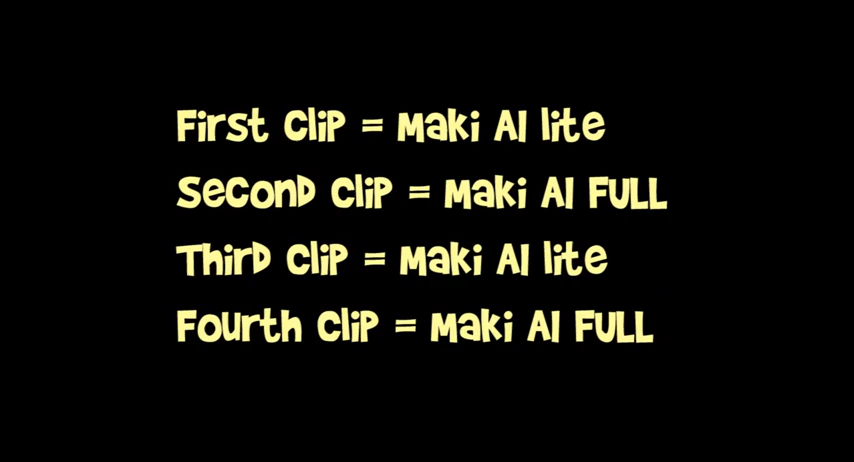 First Clip = Maki AI lite
Second Clip = Maki AI FULL
Third Clip = Maki AI lite
Fourth Clip = Maki AI FULL